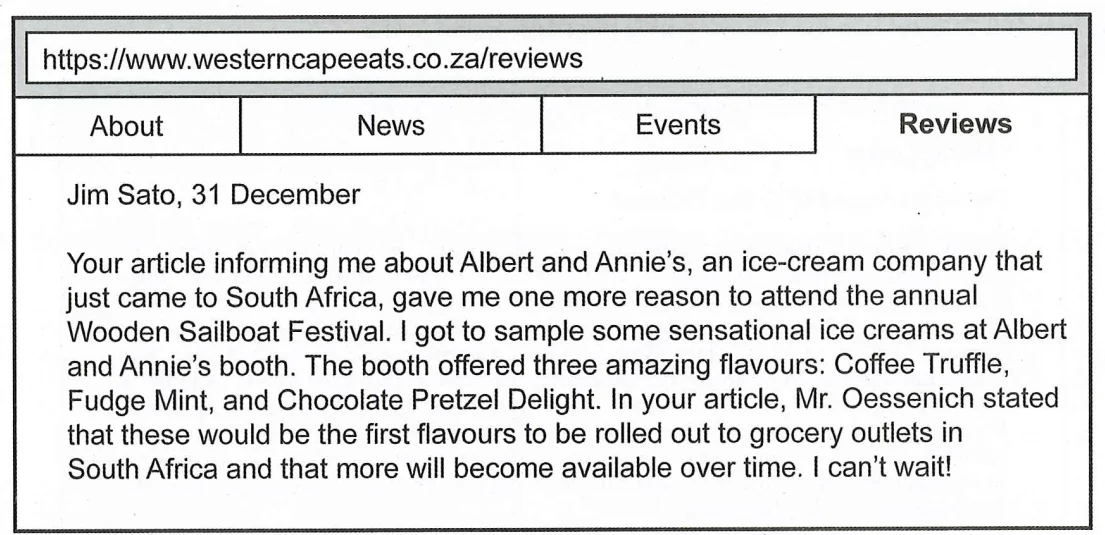 https://www.westerncapeeats.co.za/reviews
About News Events Reviews
Jim Sato, 31 December
Your article informing me about Albert and Annie's, an ice-cream company that
just came to South Africa, gave me one more reason to attend the annual
Wooden Sailboat Festival. I got to sample some sensational ice creams at Albert
and Annie's booth. The booth offered three amazing flavours: Coffee Truffle,
Fudge Mint, and Chocolate Pretzel Delight. In your article, Mr. Oessenich stated
that these would be the first flavours to be rolled out to grocery outlets in
South Africa and that more will become available over time. I can't wait!